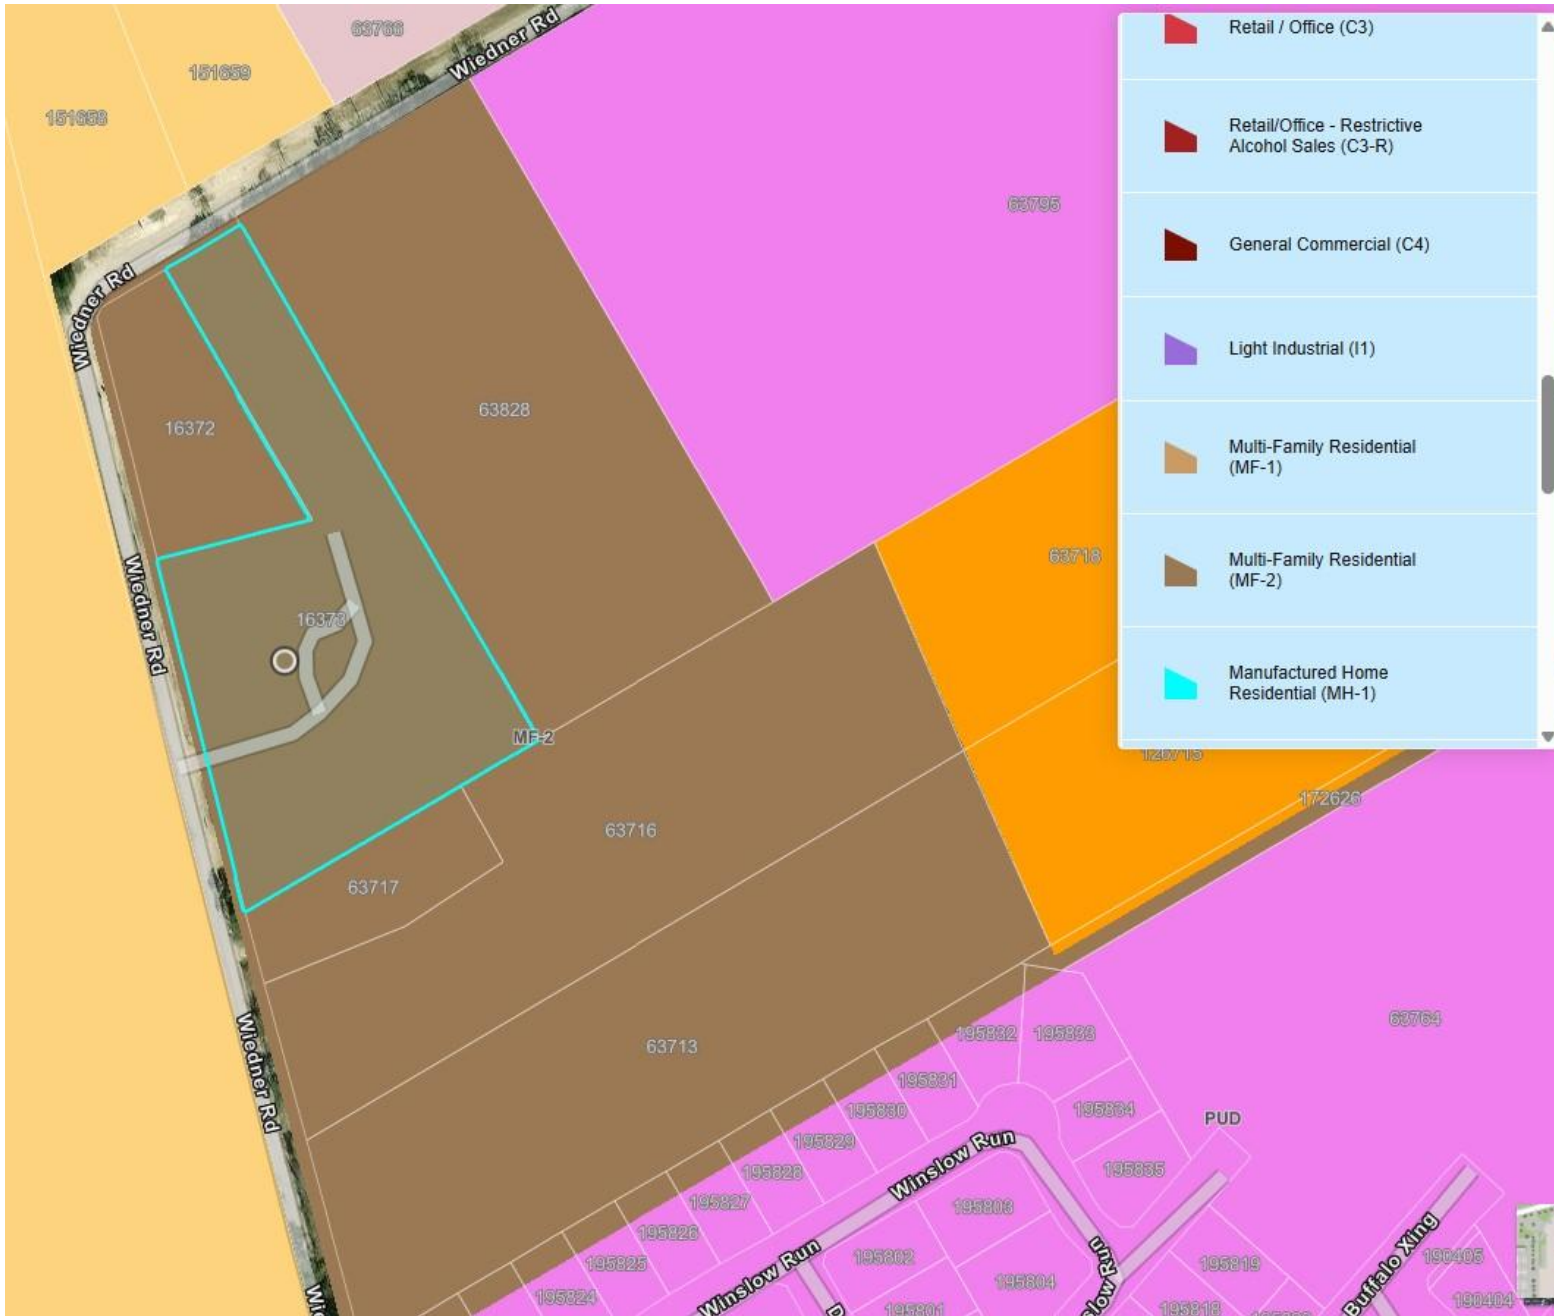 63766
Wiedner Rd
151659
151658
63795
Wiedner Rd
16372
63828
63718
16373
Wiedner Rd
MF-2
126715
172626
63716
63717
63713
63764
Wiedner Rd
195832
195833
195831
195830
195834
PUD
195829
195828
195835
195827
Winslow Run
195826
195803
195825
195802
195819
190405
195824
Winslow Run
195804
Buffalo Xing
195801
195818
190404
Retail / Office (C3)
Retail/Office - Restrictive
Alcohol Sales (C3-R)
General Commercial (C4)
Light Industrial (I1)
Multi-Family Residential
(MF-1)
Multi-Family Residential
(MF-2)
Manufactured Home
Residential (MH-1)